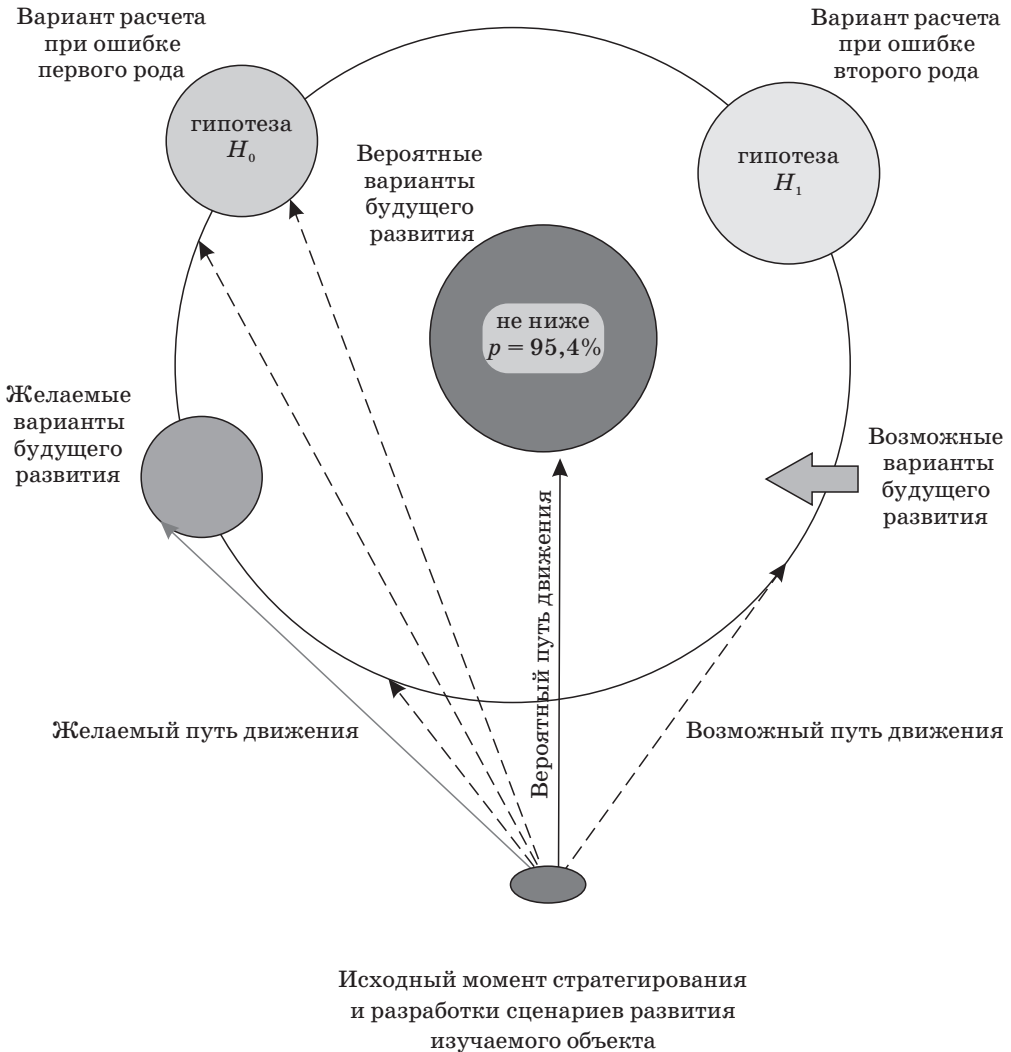 Вариант расчета
при ошибке
первого рода
Вариант расчета
при ошибке
второго рода
гипотеза
H₀
гипотеза
H₁
Вероятные
варианты
будущего
развития
не ниже
p = 95,4%
Желаемые
варианты
будущего
развития
Возможные
варианты
будущего
развития
Вероятный путь движения
Желаемый путь движения
Возможный путь движения
Исходный момент стратегирования
и разработки сценариев развития
изучаемого объекта